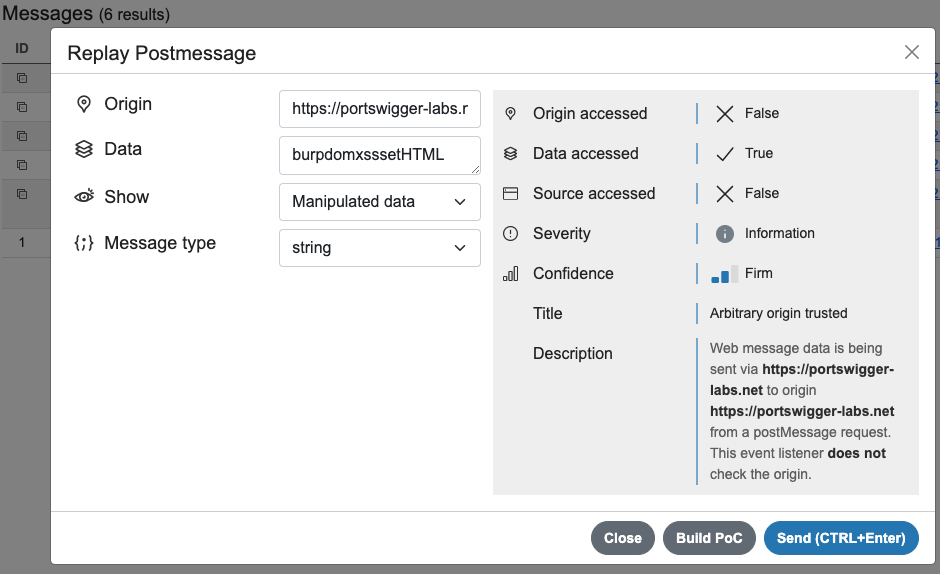 Messages (6 results)
ID
Replay Postmessage
Origin
https://portswigger-labs.r
Data
burpdomxsssetHTML
Show
Manipulated data
Message type
string
Origin accessed
False
Data accessed
True
Source accessed
False
Severity
Information
Confidence
Firm
Title
Arbitrary origin trusted
Description
Web message data is being
sent via https://portswigger-
labs.net to origin
https://portswigger-labs.net
from a postMessage request.
This event listener does not
check the origin.
1
Close
Build PoC
Send (CTRL+Enter)